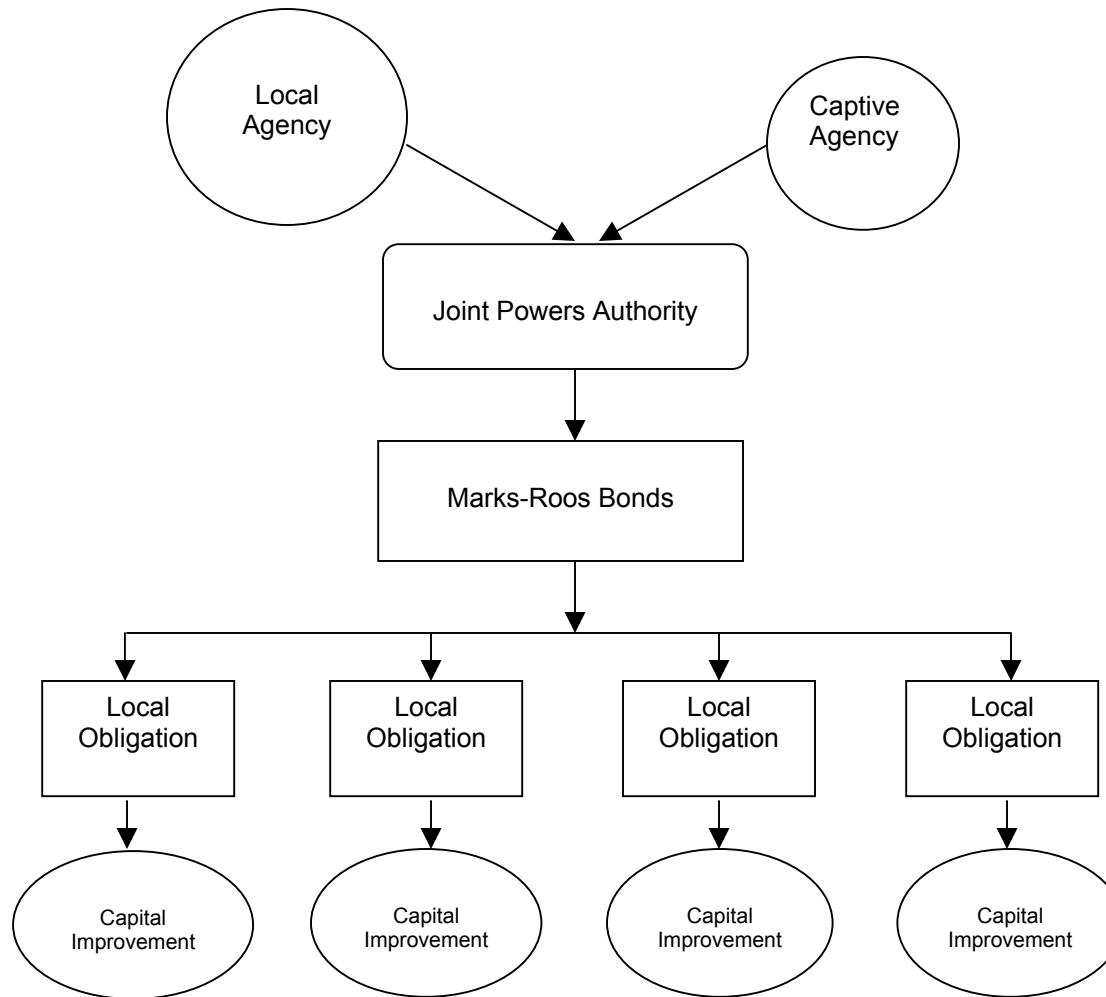 Local
Agency
Captive
Agency
Joint Powers Authority
Marks-Roos Bonds
Local
Obligation
Local
Obligation
Local
Obligation
Local
Obligation
Capital
Improvement
Capital
Improvement
Capital
Improvement
Capital
Improvement